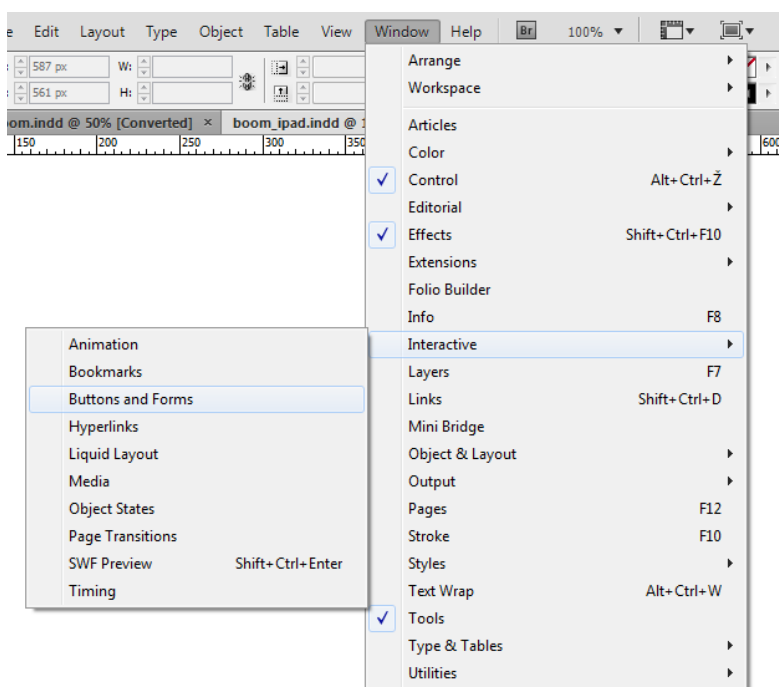 e Edit Layout Type Object Table View Window Help Br 100%
587 px W:
561 px H:
om.indd @ 50% [Converted] × boom_ipad.indd @ 1
150 200 250 300 350 600
Arrange
Workspace
Articles
Color
Control Alt+Ctrl+Ž
Editorial
Effects Shift+Ctrl+F10
Extensions
Folio Builder
Info F8
Interactive
Layers F7
Links Shift+Ctrl+D
Mini Bridge
Object & Layout
Output
Pages F12
Stroke F10
Styles
Text Wrap Alt+Ctrl+W
Tools
Type & Tables
Utilities
Animation
Bookmarks
Buttons and Forms
Hyperlinks
Liquid Layout
Media
Object States
Page Transitions
SWF Preview Shift+Ctrl+Enter
Timing